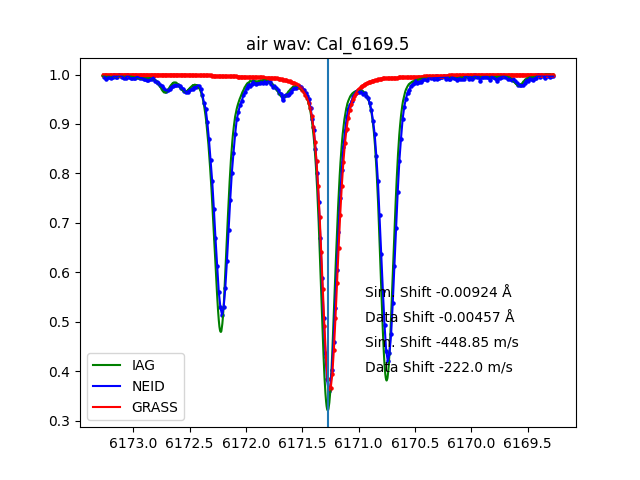 air wav: Cal_6169.5
1.0
0.9
0.8
0.7
0.6
0.5
0.4
0.3
Sim. Shift -0.00924 Å
Data Shift -0.00457 Å
Sim. Shift -448.85 m/s
Data Shift -222.0 m/s
IAG
NEID
GRASS
6173.0 6172.5 6172.0 6171.5 6171.0 6170.5 6170.0 6169.5